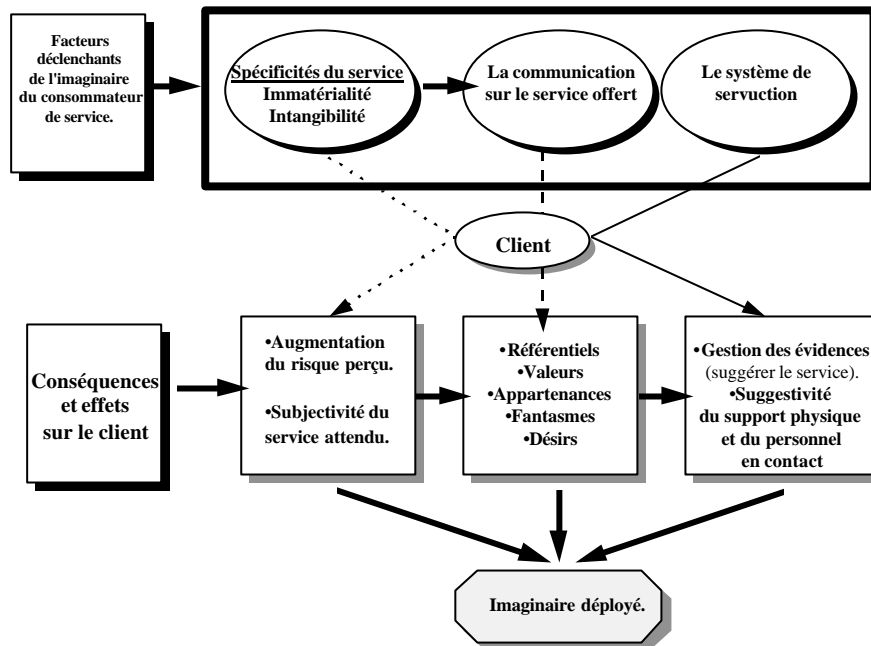 Facteurs
déclenchants
de l'imaginaire
du consommateur
de service.
Spécificités du service
Immatérialité
Intangibilité
La communication
sur le service offert
Le système de
servuction
Client
Conséquences
et effets
sur le client
•Augmentation
du risque perçu.
•Subjectivité du
service attendu.
•Référentiels
•Valeurs
•Appartenances
•Fantasmes
•Désirs
•Gestion des évidences
(suggérer le service).
•Suggestivité
du support physique
et du personnel
en contact
Imaginaire déployé.